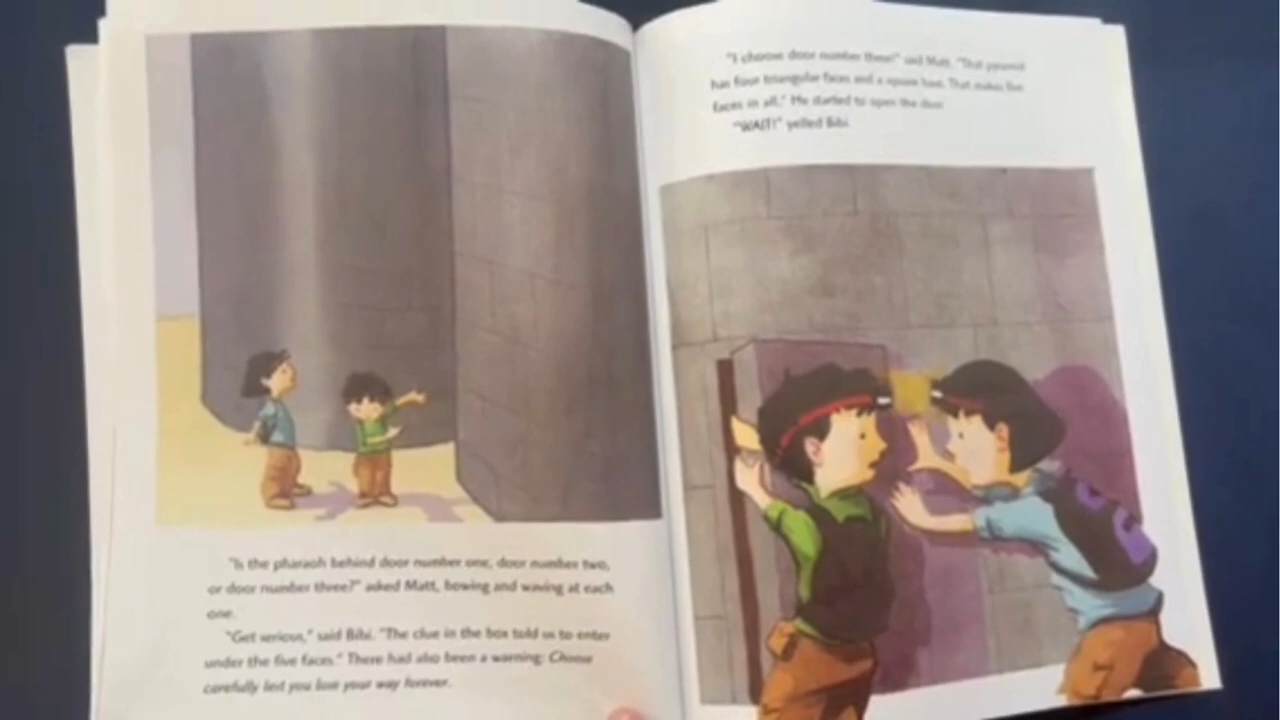 "Is the pharaoh behind door number one, door number two,
or door number three?" asked Matt, bowing and waving at each
one.
"Get serious," said Bibi. "The clue in the box told us to enter
under the five faces." There had also been a warning: Choose
carefully lest you lose your way forever.
"I choose door number three!" said Matt. "That pyramid
has four triangular faces and a square base. That makes five
faces in all." He started to open the door.
"WAIT!" yelled Bibi.